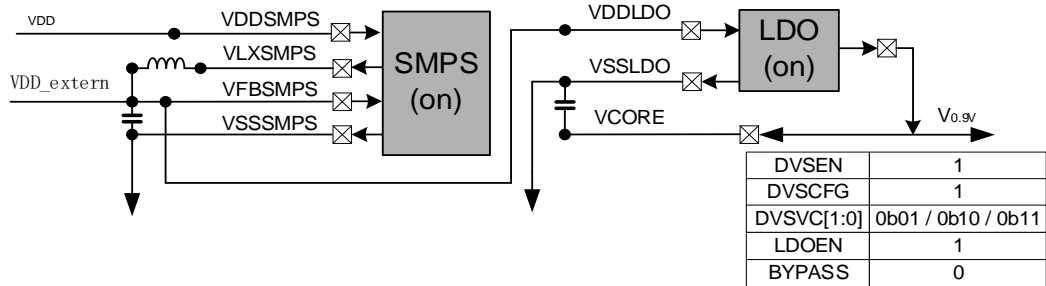 VDD
VDDSMPS
VLXSMPS
VDD_extern
VFBSMPS
VSSSMPS
SMPS
(on)
VDDLDO
VSSLDO
VCORE
LDO
(on)
V0.9V
DVSEN 1
DVSCFG 1
DVSVC[1:0] 0b01 / 0b10 / 0b11
LDOEN 1
BYPASS 0